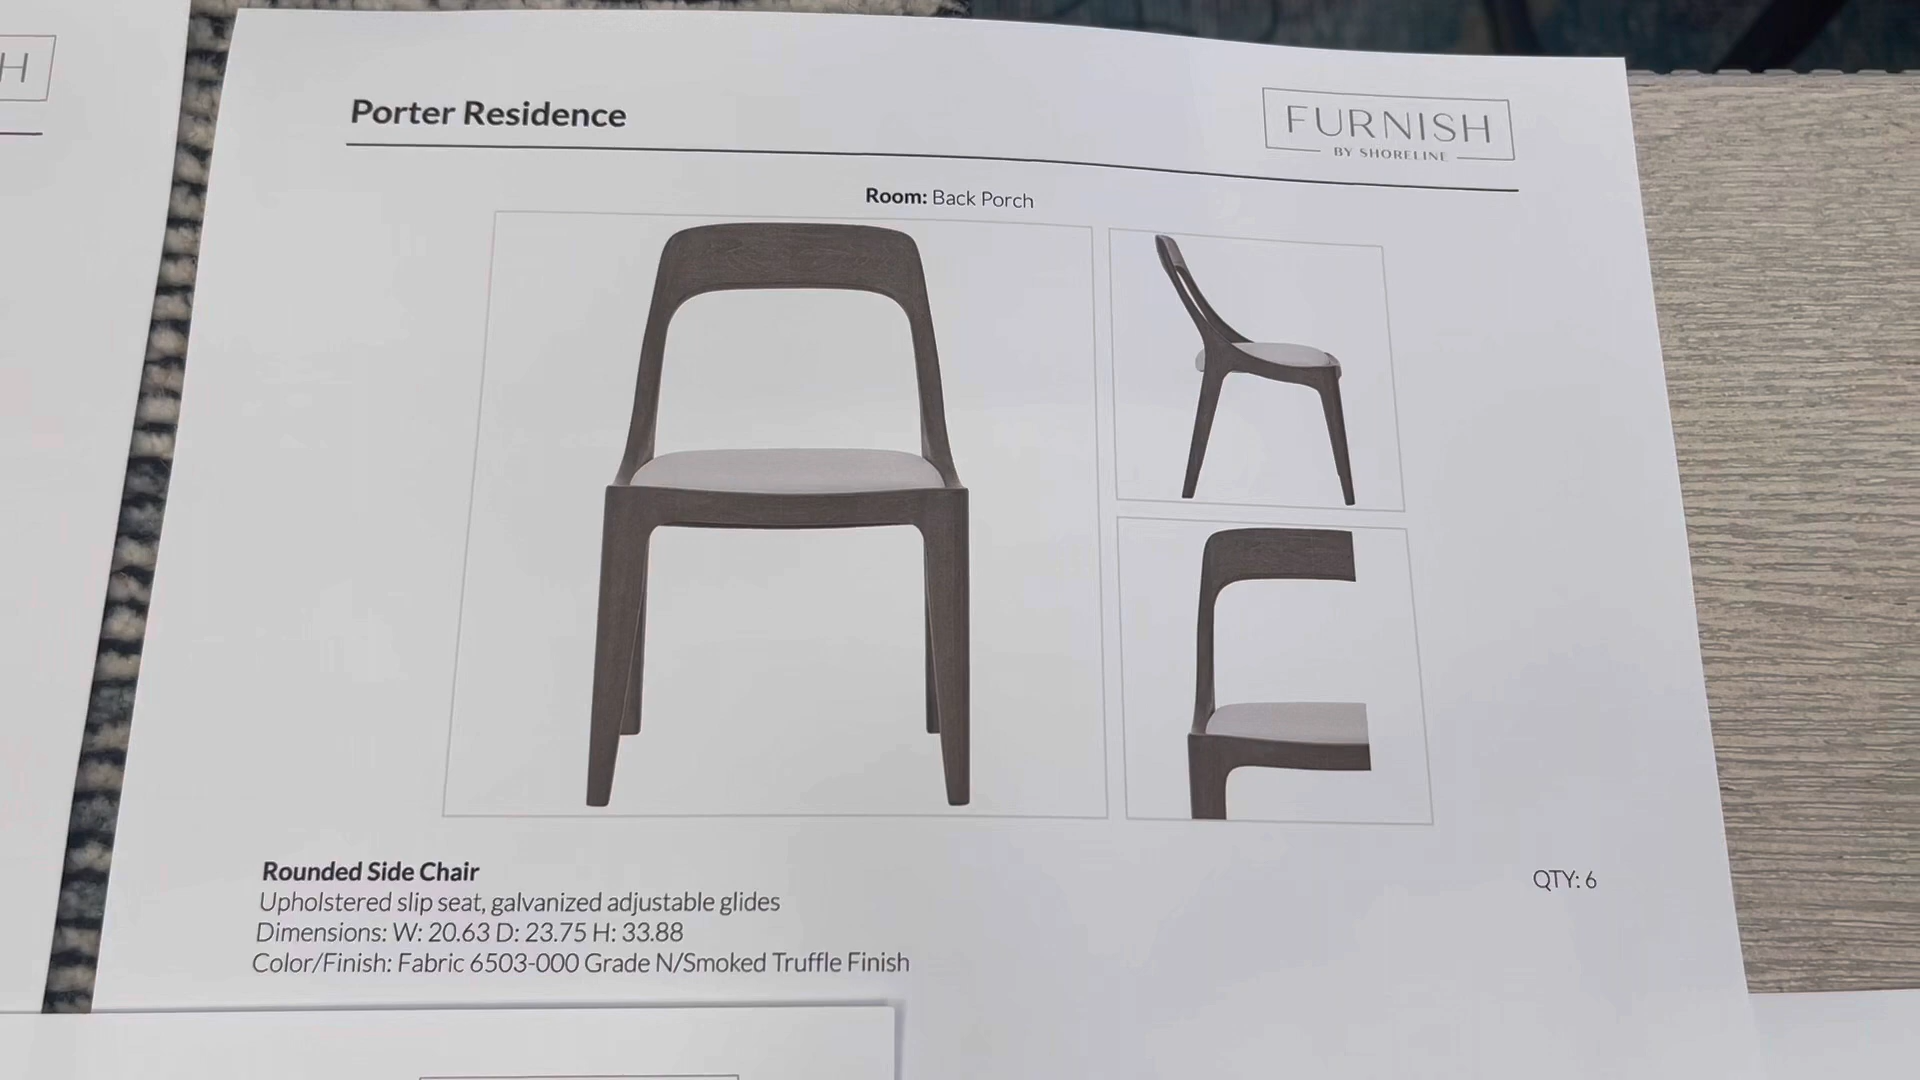 H
Porter Residence
FURNISH
BY SHORELINE
Room: Back Porch
Rounded Side Chair
Upholstered slip seat, galvanized adjustable glides
Dimensions: W: 20.63 D: 23.75 H: 33.88
Color/Finish: Fabric 6503-000 Grade N/Smoked Truffle Finish
QTY: 6